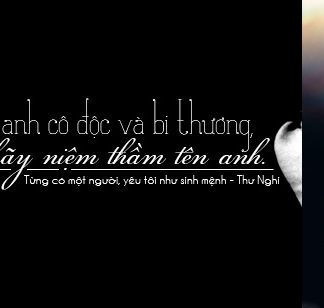 anh cô độc và bi thương,
hãy niệm thầm tên anh.
Từng có một người, yêu tôi như sinh mệnh - Thư Nghi